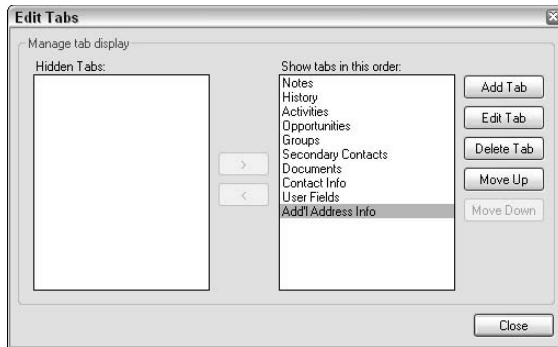 Edit Tabs
Manage tab display
Hidden Tabs:
Show tabs in this order:
Notes
History
Activities
Opportunities
Groups
Secondary Contacts
Documents
Contact Info
User Fields
Add'l Address Info
>
<
Add Tab
Edit Tab
Delete Tab
Move Up
Move Down
Close